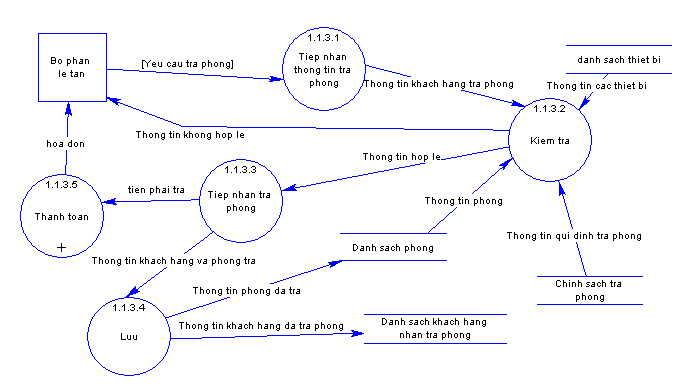 1.1.3.1
Bo phan
le tan
[Yeu cau tra phong]
Tiep nhan
thong tin tra
phong
danh sach thiet bi
Thong tin khach hang tra phong
Thong tin cac thiet bi
1.1.3.2
Kiem tra
Thong tin khong hop le
hoa don
Thong tin hop le
1.1.3.5
Thanh toan
+
tien phai tra
1.1.3.3
Tiep nhan tra
phong
Thong tin phong
Danh sach phong
Thong tin qui dinh tra phong
Thong tin khach hang va phong tra
Thong tin phong da tra
Chinh sach tra
phong
1.1.3.4
Luu
Thong tin khach hang da tra phong
Danh sach khach hang
nhan tra phong